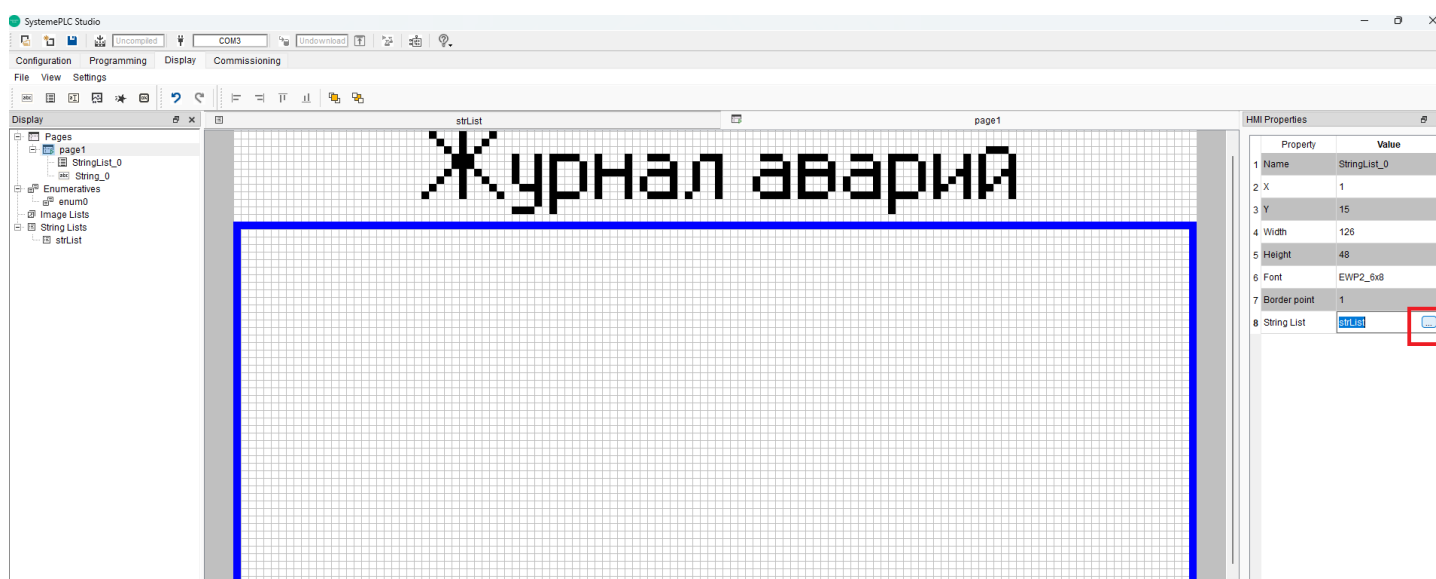 SystemePLC Studio
Uncompiled COM3 Undownload
Configuration Programming Display Commissioning
File View Settings
Display strList page1 HMI Properties
Pages
page1
StringList_0
String_0
Enumeratives
enum0
Image Lists
String Lists
strList
Журнал аварий
Property Value
1 Name StringList_0
2 X 1
3 Y 15
4 Width 126
5 Height 48
6 Font EWP2_6x8
7 Border point 1
8 String List strList ...